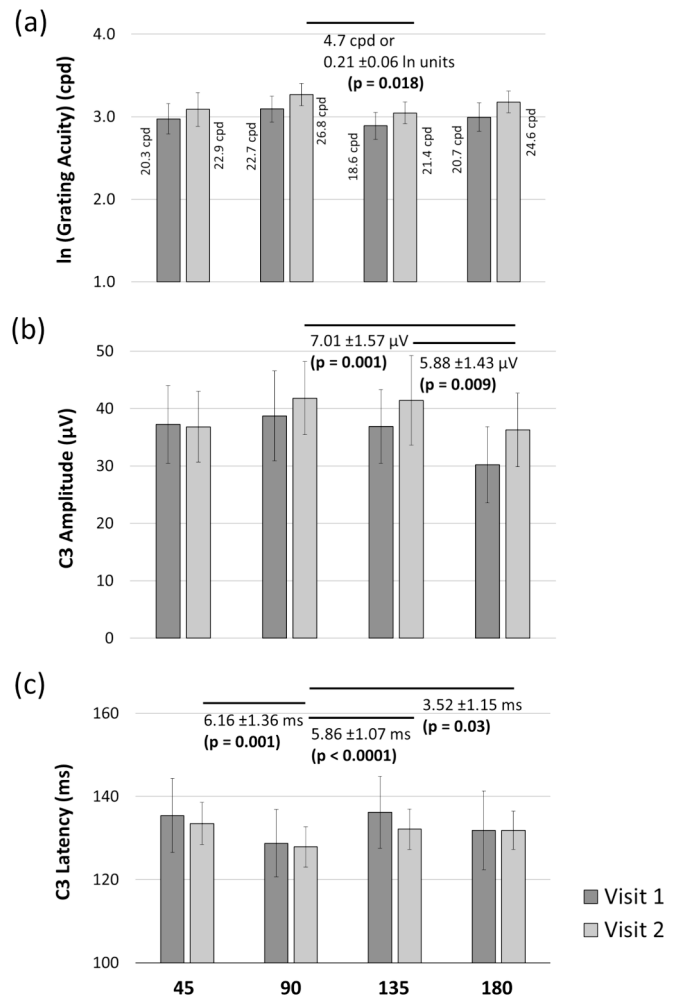 (a)
4.0
3.0
2.0
1.0
ln (Grating Acuity) (cpd)
4.7 cpd or
0.21 ±0.06 ln units
(p = 0.018)
20.3 cpd
22.9 cpd
22.7 cpd
26.8 cpd
18.6 cpd
21.4 cpd
20.7 cpd
24.6 cpd
(b)
50
40
30
20
10
0
C3 Amplitude (µV)
7.01 ±1.57 µV
(p = 0.001)
5.88 ±1.43 µV
(p = 0.009)
(c)
160
140
120
100
C3 Latency (ms)
6.16 ±1.36 ms
(p = 0.001)
5.86 ±1.07 ms
(p < 0.0001)
3.52 ±1.15 ms
(p = 0.03)
45 90 135 180
Visit 1
Visit 2